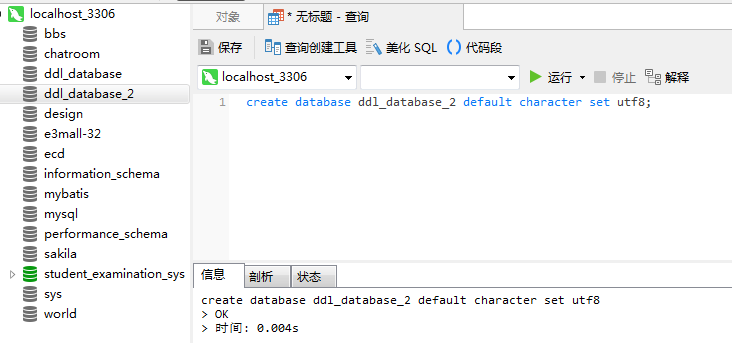 localhost_3306
bbs
chatroom
ddl_database
ddl_database_2
design
e3mall-32
ecd
information_schema
mybatis
mysql
performance_schema
sakila
student_examination_sys
sys
world
对象
* 无标题 - 查询
保存 查询创建工具 美化 SQL () 代码段
localhost_3306 运行 停止 解释
1 create database ddl_database_2 default character set utf8;
信息 剖析 状态
create database ddl_database_2 default character set utf8
> OK
> 时间: 0.004s